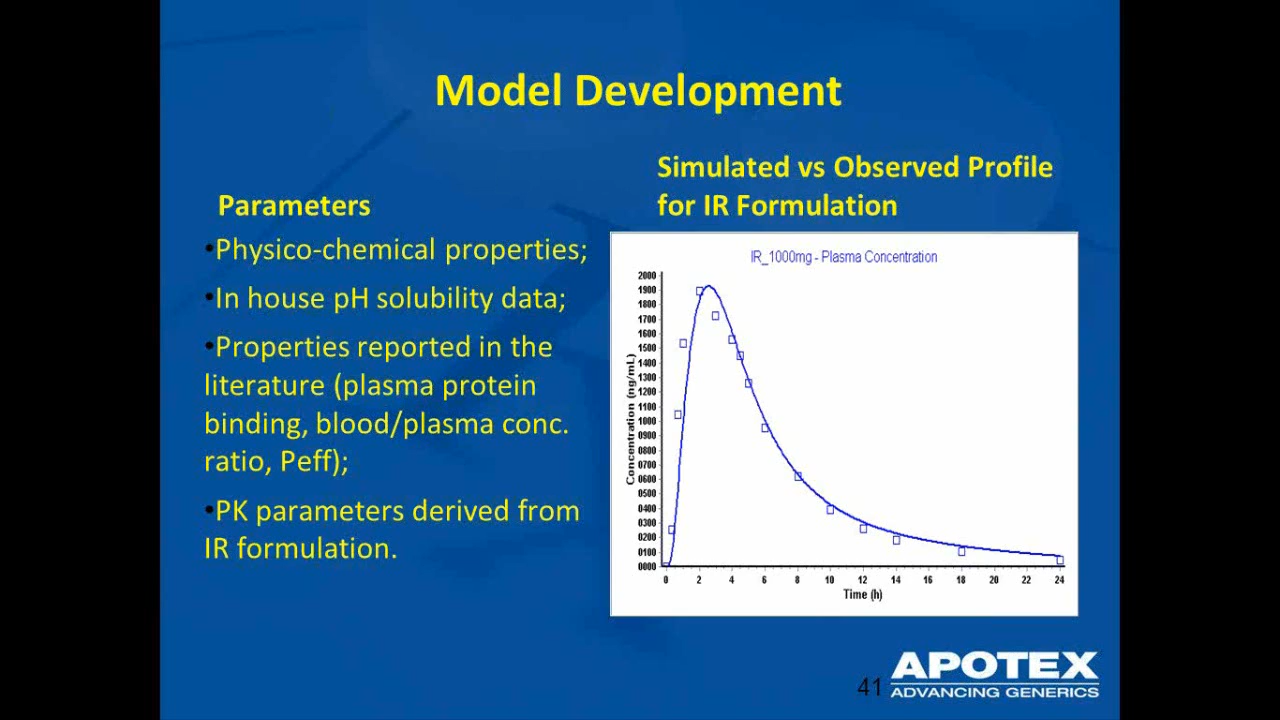 Model Development
Parameters
•Physico-chemical properties;
•In house pH solubility data;
•Properties reported in the
literature (plasma protein
binding, blood/plasma conc.
ratio, Peff);
•PK parameters derived from
IR formulation.
Simulated vs Observed Profile
for IR Formulation
IR_1000mg - Plasma Concentration
Concentration (ng/mL)
2000
1900
1800
1700
1600
1500
1400
1300
1200
1100
1000
0900
0800
0700
0600
0500
0400
0300
0200
0100
0000
0 2 4 6 8 10 12 14 16 18 20 22 24
Time (h)
41
APOTEX
ADVANCING GENERICS